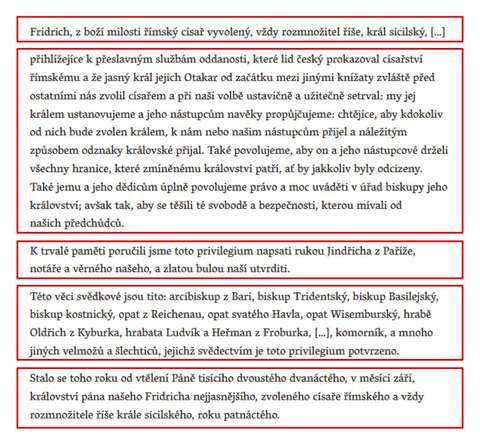 Fridrich, z boží milosti římský císař vyvolený, vždy rozmnožitel říše, král sicilský, [...]
přihlížejíce k přeslavným službám oddanosti, které lid český prokazoval císařství
římskému a že jasný král jejich Otakar od začátku mezi jinými knížaty zvláště před
ostatními nás zvolil císařem a při naší volbě ustavičně a užitečně setrval: my jej
králem ustanovujeme a jeho nástupcům navěky propůjčujeme: chtějíce, aby kdokoliv
od nich bude zvolen králem, k nám nebo našim nástupcům přijel a náležitým
způsobem odznaky královské přijal. Také povolujeme, aby on a jeho nástupcové drželi
všechny hranice, které zmíněnému království patří, ať by jakkoliv byly odcizeny.
Také jemu a jeho dědicům úplně povolujeme právo a moc uváděti v úřad biskupy jeho
království; avšak tak, aby se těšili té svobodě a bezpečnosti, kterou mívali od
našich předchůdců.
K trvalé paměti poručili jsme toto privilegium napsati rukou Jindřicha z Paříže,
notáře a věrného našeho, a zlatou bulou naší utvrditi.
Této věci svědkové jsou tito: arcibiskup z Bari, biskup Tridentský, biskup Basilejský,
biskup kostnický, opat z Reichenau, opat svatého Havla, opat Wisemburský, hrabě
Oldřich z Kyburka, hrabata Ludvík a Heřman z Froburka, [...], komorník, a mnoho
jiných velmožů a šlechticů, jejichž svědectvím je toto privilegium potvrzeno.
Stalo se toho roku od vtělení Páně tisícího dvoustého dvanáctého, v měsíci září,
království pána našeho Fridricha nejjasnějšího, zvoleného císaře římského a vždy
rozmnožitele říše krále sicilského, roku patnáctého.